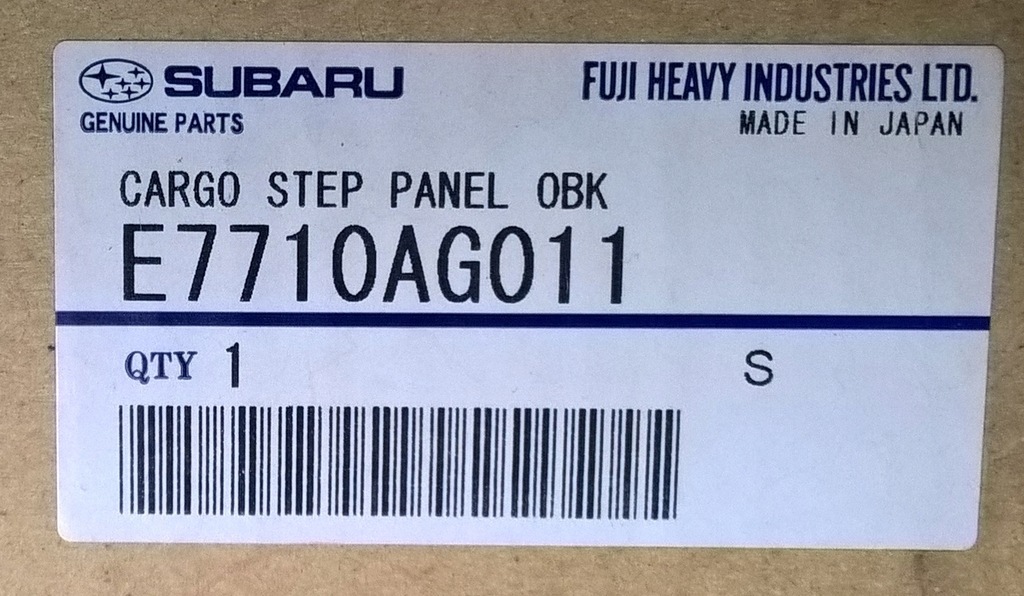 SUBARU
GENUINE PARTS
FUJI HEAVY INDUSTRIES LTD.
MADE IN JAPAN
CARGO STEP PANEL OBK
E7710AG011
QTY 1
S